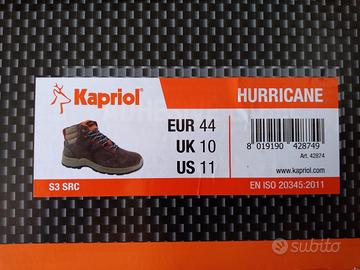 Kapriol®
HURRICANE
EUR 44
UK 10
US 11
8 019190 428749
Art. 42874
www.kapriol.com
S3 SRC
EN ISO 20345:2011
subito